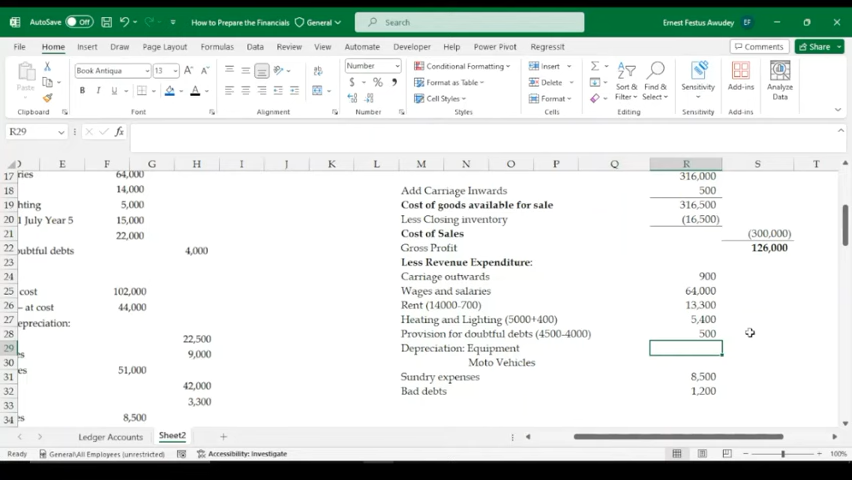 AutoSave Off How to Prepare the Financials General Search Ernest Festus Awudey EF
File Home Insert Draw Page Layout Formulas Data Review View Automate Developer Help Power Pivot Regressit Comments Share
Paste Book Antiqua 13 A A Number Conditional Formatting Insert Sort & Filter Find & Select Sensitivity Add-ins Analyze Data
B I U A $ % Format as Table Delete
Cell Styles Format
Clipboard Font Alignment Number Styles Cells Editing Sensitivity Add-ins
R29 fx
D E F G H I J K L M N O P Q R S T
17 ries 64,000 316,000
18 14,000 Add Carriage Inwards 500
19 hting 5,000 Cost of goods available for sale 316,500
20 1 July Year 5 15,000 Less Closing inventory (16,500)
21 22,000 Cost of Sales (300,000)
22 oubtful debts 4,000 Gross Profit 126,000
23 Less Revenue Expenditure:
24 Carriage outwards 900
25 cost 102,000 Wages and salaries 64,000
26 – at cost 44,000 Rent (14000-700) 13,300
27 epreciation: Heating and Lighting (5000+400) 5,400
28 22,500 Provision for doubtful debts (4500-4000) 500
29 es 9,000 Depreciation: Equipment
30 Moto Vehicles
31 es 51,000 Sundry expenses 8,500
32 42,000 Bad debts 1,200
33 3,300
34 es 8,500
Ledger Accounts Sheet2
Ready General\All Employees (unrestricted) Accessibility: Investigate 100%